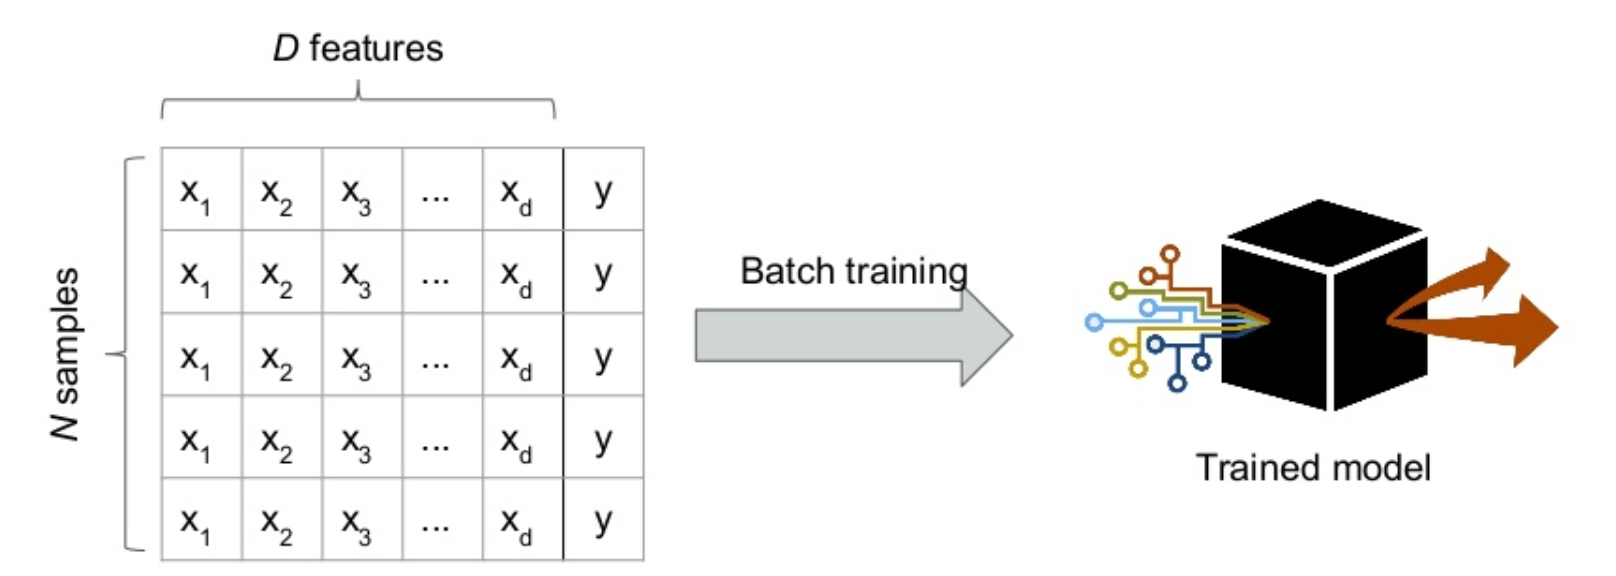 D features
N samples
x1 x2 x3 ... xd y
x1 x2 x3 ... xd y
x1 x2 x3 ... xd y
x1 x2 x3 ... xd y
x1 x2 x3 ... xd y
Batch training
Trained model